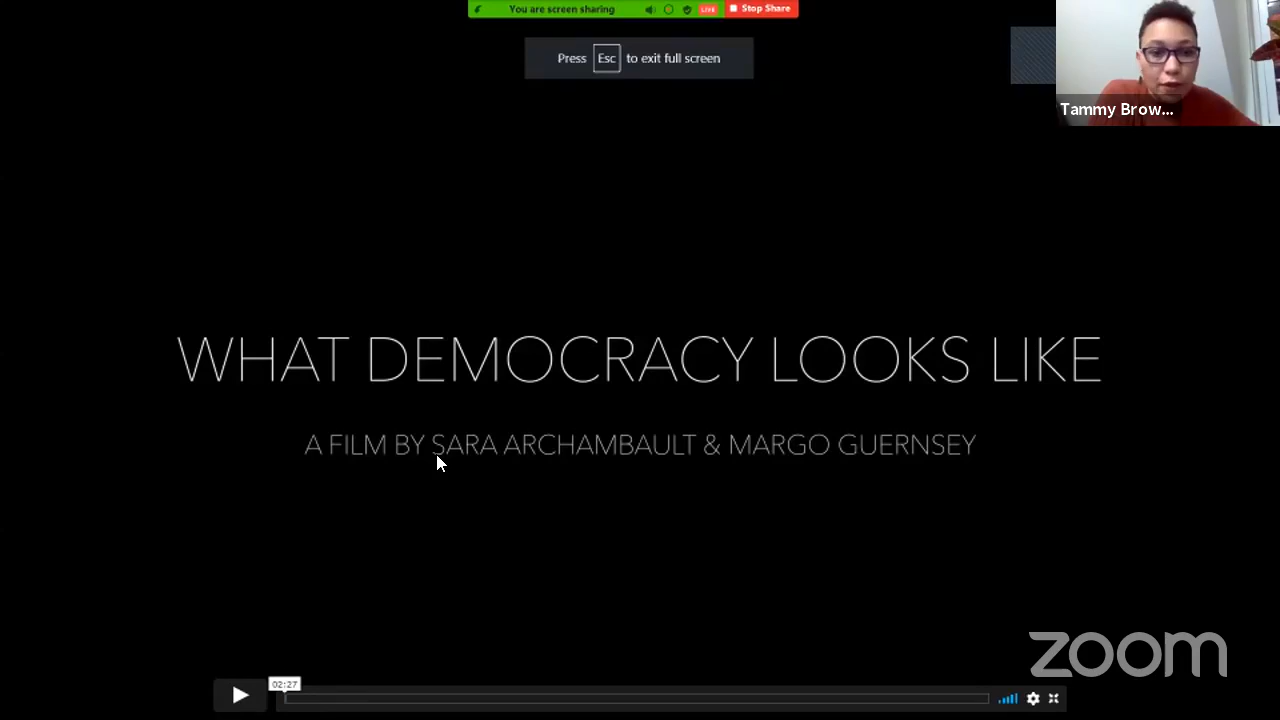 You are screen sharing
LIVE
Stop Share
Press Esc to exit full screen
Tammy Brow...
WHAT DEMOCRACY LOOKS LIKE
A FILM BY SARA ARCHAMBAULT & MARGO GUERNSEY
zoom
02:27